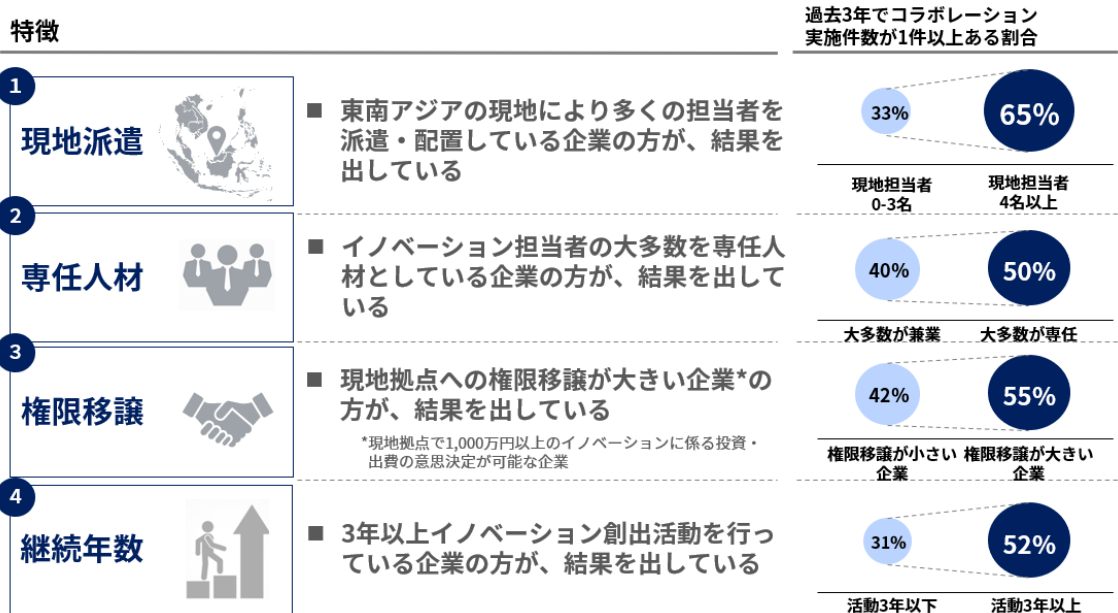 特徴
過去3年でコラボレーション
実施件数が1件以上ある割合
1
現地派遣
■ 東南アジアの現地により多くの担当者を
派遣・配置している企業の方が、結果を
出している
33%
65%
現地担当者
0-3名
現地担当者
4名以上
2
専任人材
■ イノベーション担当者の大多数を専任人
材としている企業の方が、結果を出して
いる
40%
50%
大多数が兼業
大多数が専任
3
権限移譲
■ 現地拠点への権限移譲が大きい企業*の
方が、結果を出している
*現地拠点で1,000万円以上のイノベーションに係る投資・
出費の意思決定が可能な企業
42%
55%
権限移譲が小さい
企業
権限移譲が大きい
企業
4
継続年数
■ 3年以上イノベーション創出活動を行っ
ている企業の方が、結果を出している
31%
52%
活動3年以下
活動3年以上